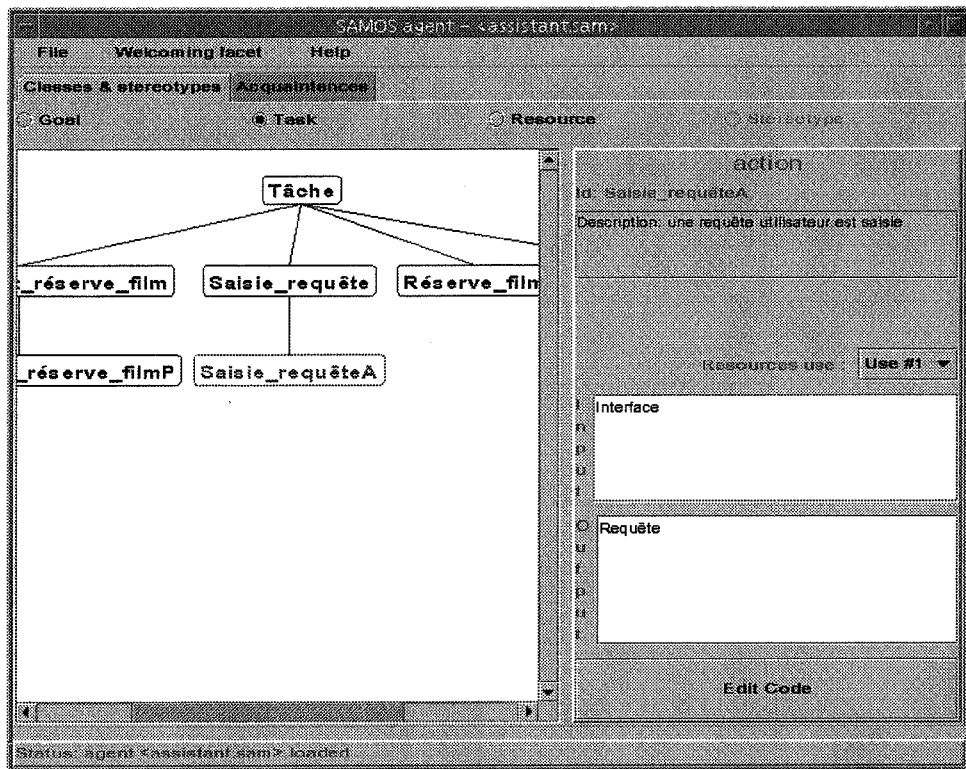 SAMOS agent - <assistant.sam>
File Welcoming facet Help
Classes & stereotypes Acquaintances
Goal Task Resource Stereotype
Tâche
_réserve_film Saisie_requête Réserve_film
_réserve_filmP Saisie_requêteA
action
Id: Saisie_requêteA
Description: une requête utilisateur est saisie
Resources use Use #1
Input
Interface
Output
Requête
Edit Code
Status: agent <assistant.sam> loaded